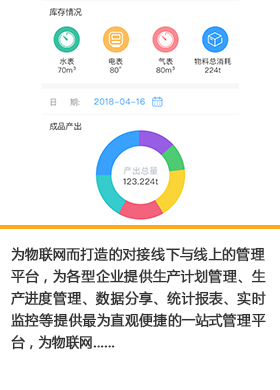 库存情况
水表 电表 气表 物料总消耗
70m³ 80° 80m³ 224t
日 期: 2018-04-16
成品产出
产出总量
123.224t
为物联网而打造的对接线下与线上的管理
平台，为各型企业提供生产计划管理、生
产进度管理、数据分享、统计报表、实时
监控等提供最为直观便捷的一站式管理平
台，为物联网......